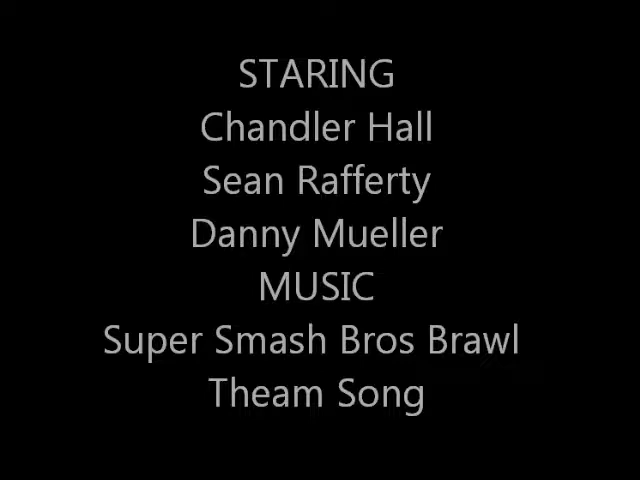 STARING
Chandler Hall
Sean Rafferty
Danny Mueller
MUSIC
Super Smash Bros Brawl
Theam Song